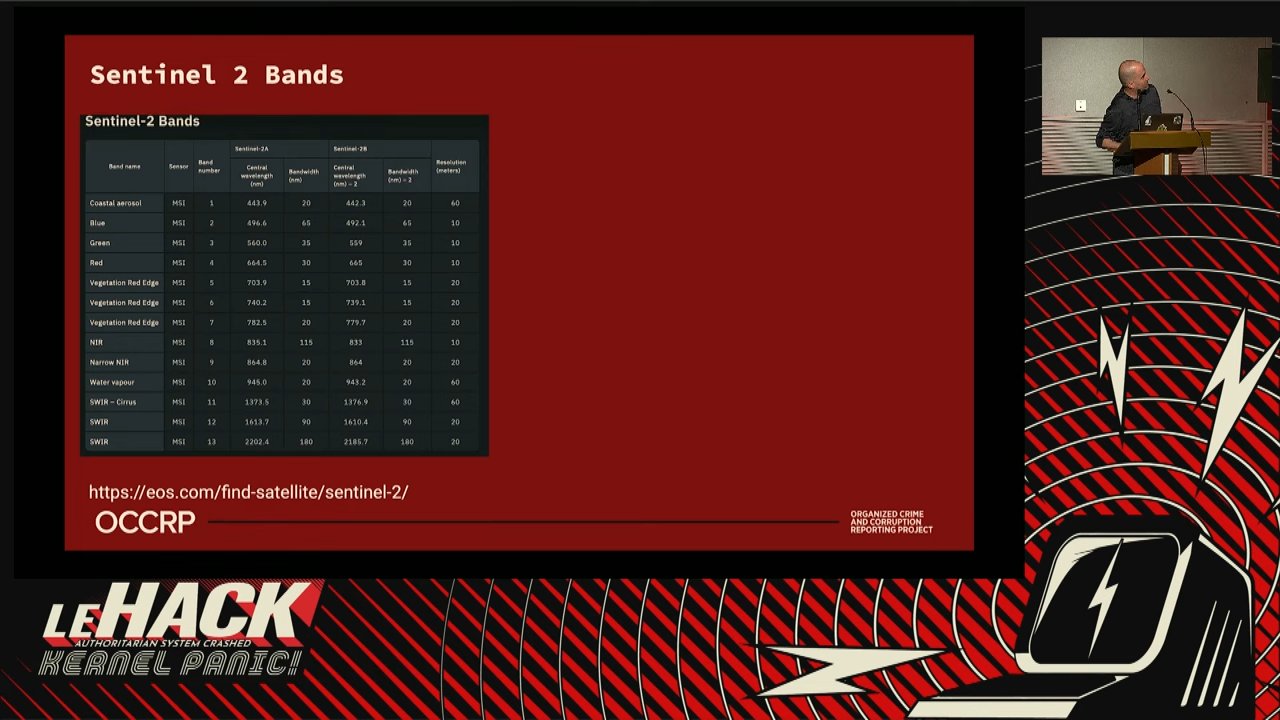 Sentinel 2 Bands
Sentinel-2 Bands
Sentinel-2A Sentinel-2B
Band name Sensor Band number Central wavelength (nm) Bandwidth (nm) Central wavelength (nm) – 2 Bandwidth (nm) – 2 Resolution (meters)
Coastal aerosol MSI 1 443.9 20 442.3 20 60
Blue MSI 2 496.6 65 492.1 65 10
Green MSI 3 560.0 35 559 35 10
Red MSI 4 664.5 30 665 30 10
Vegetation Red Edge MSI 5 703.9 15 703.8 15 20
Vegetation Red Edge MSI 6 740.2 15 739.1 15 20
Vegetation Red Edge MSI 7 782.5 20 779.7 20 20
NIR MSI 8 835.1 115 833 115 10
Narrow NIR MSI 9 864.8 20 864 20 20
Water vapour MSI 10 945.0 20 943.2 20 60
SWIR – Cirrus MSI 11 1373.5 30 1376.9 30 60
SWIR MSI 12 1613.7 90 1610.4 90 20
SWIR MSI 13 2202.4 180 2185.7 180 20
https://eos.com/find-satellite/sentinel-2/
OCCRP
ORGANIZED CRIME
AND CORRUPTION
REPORTING PROJECT
LEHACK
AUTHORITARIAN SYSTEM CRASHED
KERNEL PANIC!